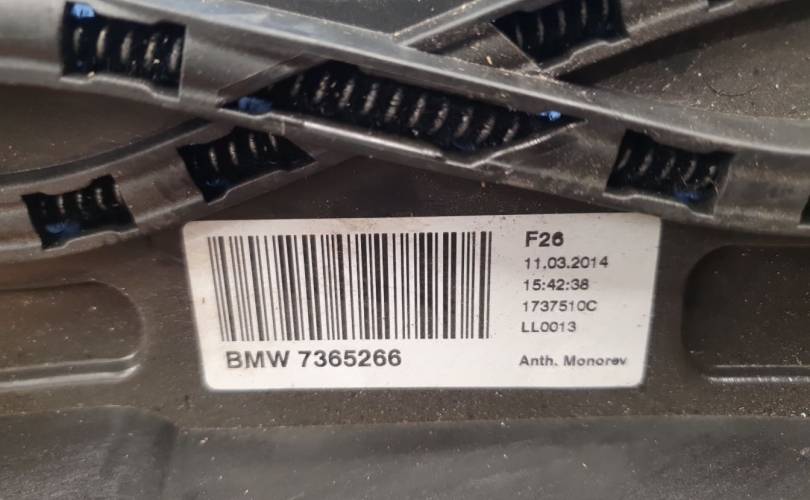 BMW 7365266
F26
11.03.2014
15:42:38
1737510C
LL0013
Anth. Monorev